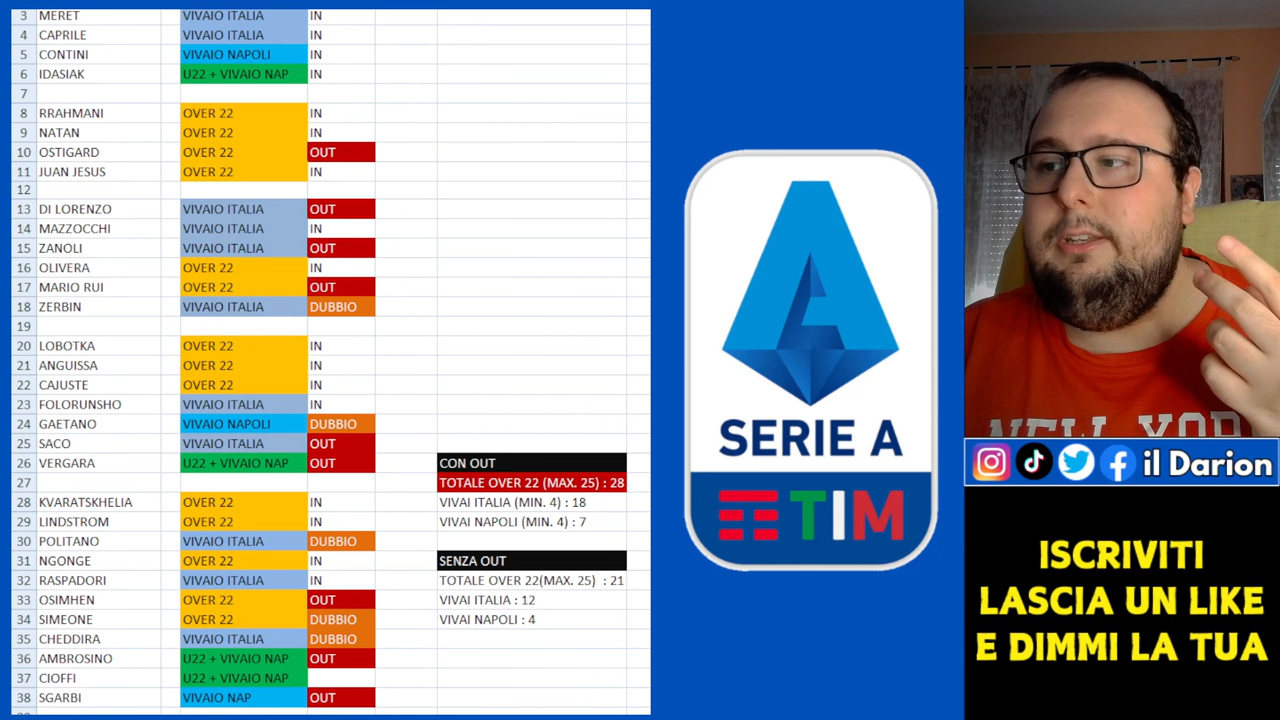 3 MERET VIVAIO ITALIA IN
4 CAPRILE VIVAIO ITALIA IN
5 CONTINI VIVAIO NAPOLI IN
6 IDASIAK U22 + VIVAIO NAP IN
7
8 RRAHMANI OVER 22 IN
9 NATAN OVER 22 IN
10 OSTIGARD OVER 22 OUT
11 JUAN JESUS OVER 22 IN
12
13 DI LORENZO VIVAIO ITALIA OUT
14 MAZZOCCHI VIVAIO ITALIA IN
15 ZANOLI VIVAIO ITALIA OUT
16 OLIVERA OVER 22 IN
17 MARIO RUI OVER 22 OUT
18 ZERBIN VIVAIO ITALIA DUBBIO
19
20 LOBOTKA OVER 22 IN
21 ANGUISSA OVER 22 IN
22 CAJUSTE OVER 22 IN
23 FOLORUNSHO VIVAIO ITALIA IN
24 GAETANO VIVAIO NAPOLI DUBBIO
25 SACO VIVAIO ITALIA OUT
26 VERGARA U22 + VIVAIO NAP OUT CON OUT
27 TOTALE OVER 22 (MAX. 25) : 28
28 KVARATSKHELIA OVER 22 IN VIVAI ITALIA (MIN. 4) : 18
29 LINDSTROM OVER 22 IN VIVAI NAPOLI (MIN. 4) : 7
30 POLITANO VIVAIO ITALIA DUBBIO
31 NGONGE OVER 22 IN SENZA OUT
32 RASPADORI VIVAIO ITALIA IN TOTALE OVER 22(MAX. 25) : 21
33 OSIMHEN OVER 22 OUT VIVAI ITALIA : 12
34 SIMEONE OVER 22 DUBBIO VIVAI NAPOLI : 4
35 CHEDDIRA VIVAIO ITALIA DUBBIO
36 AMBROSINO U22 + VIVAIO NAP OUT
37 CIOFFI U22 + VIVAIO NAP
38 SGARBI VIVAIO NAP OUT
SERIE A
TIM
NEW YORK
il Darion
ISCRIVITI
LASCIA UN LIKE
E DIMMI LA TUA